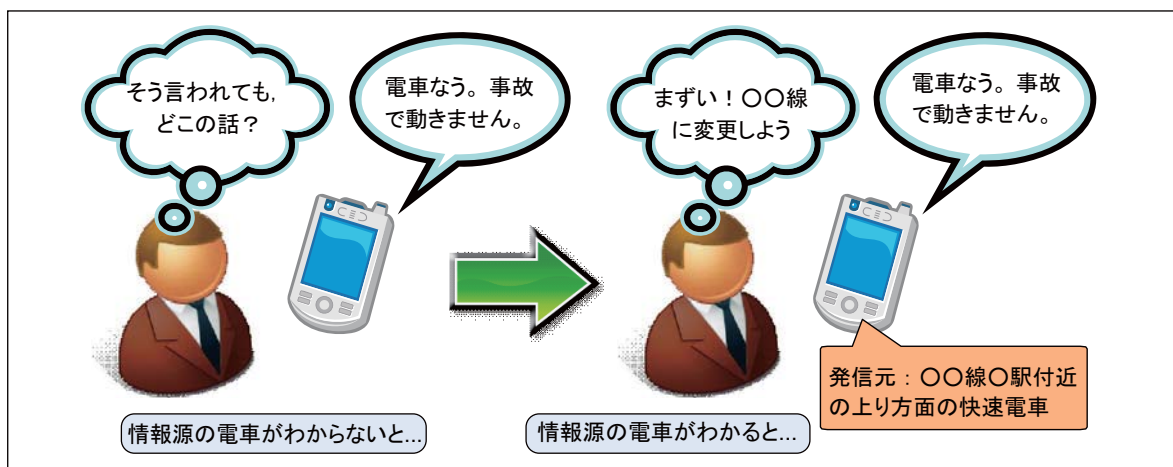 そう言われても，
どこの話？
電車なう。事故
で動きません。
情報源の電車がわからないと...
まずい！〇〇線
に変更しよう
電車なう。事故
で動きません。
発信元：〇〇線〇駅付近
の上り方面の快速電車
情報源の電車がわかると...